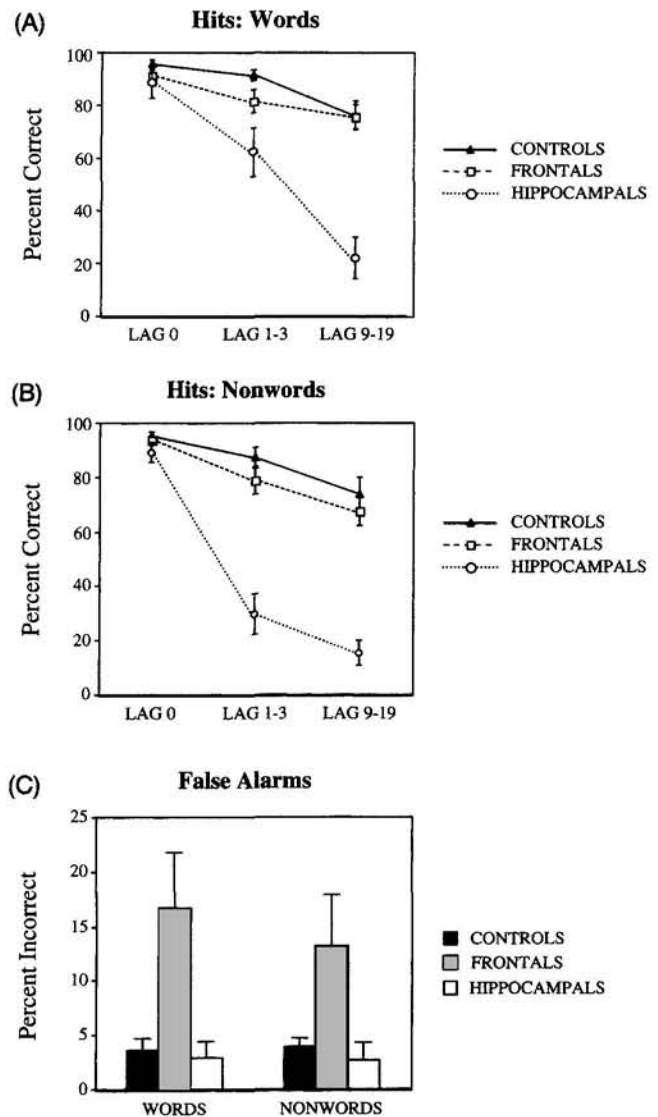 (A)
Hits: Words
Percent Correct
100
80
60
40
20
0
LAG 0 LAG 1-3 LAG 9-19
CONTROLS
FRONTALS
HIPPOCAMPALS
(B)
Hits: Nonwords
Percent Correct
100
80
60
40
20
0
LAG 0 LAG 1-3 LAG 9-19
CONTROLS
FRONTALS
HIPPOCAMPALS
(C)
False Alarms
Percent Incorrect
25
20
15
10
5
0
WORDS NONWORDS
CONTROLS
FRONTALS
HIPPOCAMPALS